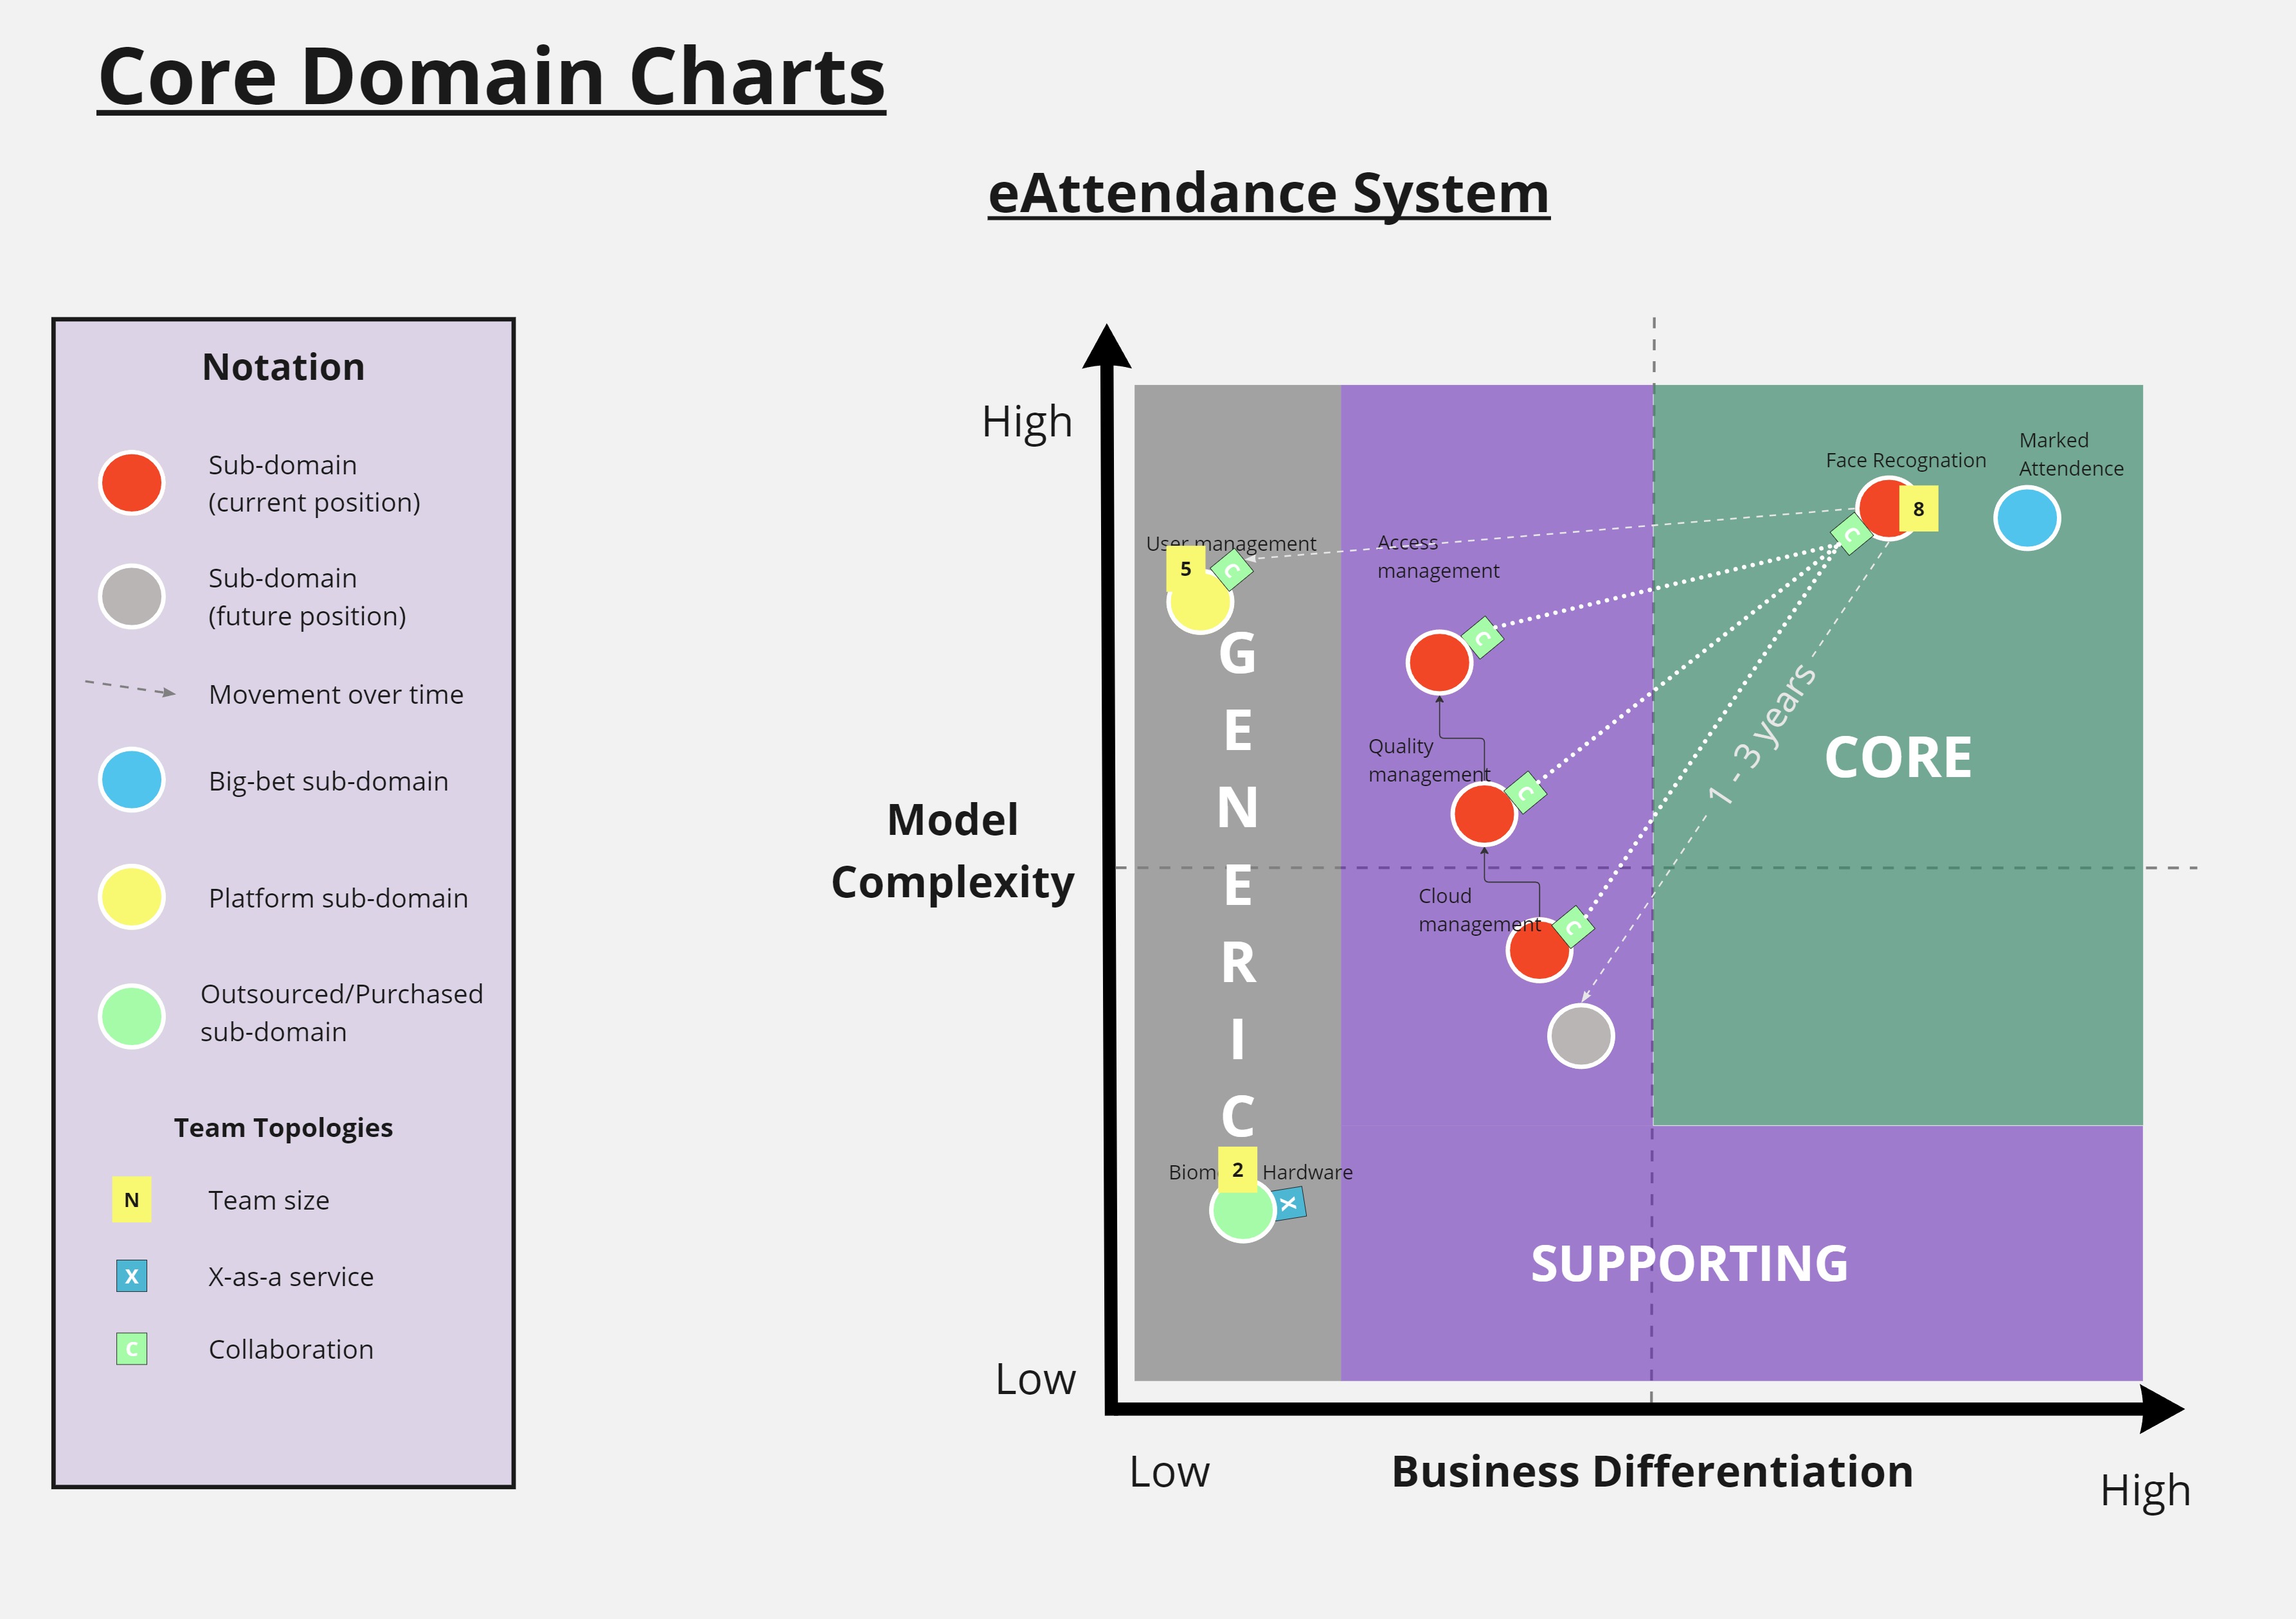 Core Domain Charts
eAttendance System
Notation
Sub-domain
(current position)
Sub-domain
(future position)
Movement over time
Big-bet sub-domain
Platform sub-domain
Outsourced/Purchased
sub-domain
Team Topologies
N
Team size
X
X-as-a service
C
Collaboration
High
Model
Complexity
Low
Low
Business Differentiation
High
Marked
Attendence
Face Recognation
8
C
User management
5
C
Access
management
C
Quality
management
C
Cloud
management
C
1 - 3 years
GENERIC
CORE
2
Hardware
X
SUPPORTING